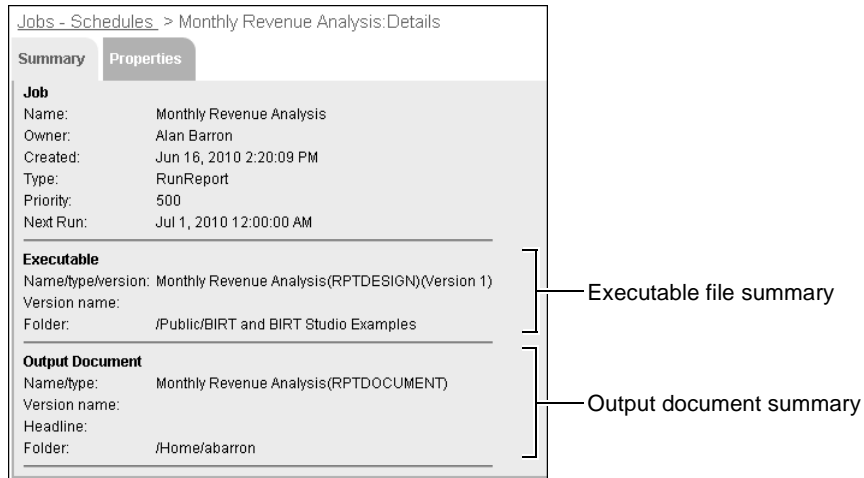 Jobs - Schedules > Monthly Revenue Analysis:Details
Summary Properties
Job
Name: Monthly Revenue Analysis
Owner: Alan Barron
Created: Jun 16, 2010 2:20:09 PM
Type: RunReport
Priority: 500
Next Run: Jul 1, 2010 12:00:00 AM
Executable
Name/type/version: Monthly Revenue Analysis(RPTDESIGN)(Version 1)
Version name:
Folder: /Public/BIRT and BIRT Studio Examples
Executable file summary
Output Document
Name/type: Monthly Revenue Analysis(RPTDOCUMENT)
Version name:
Headline:
Folder: /Home/abarron
Output document summary